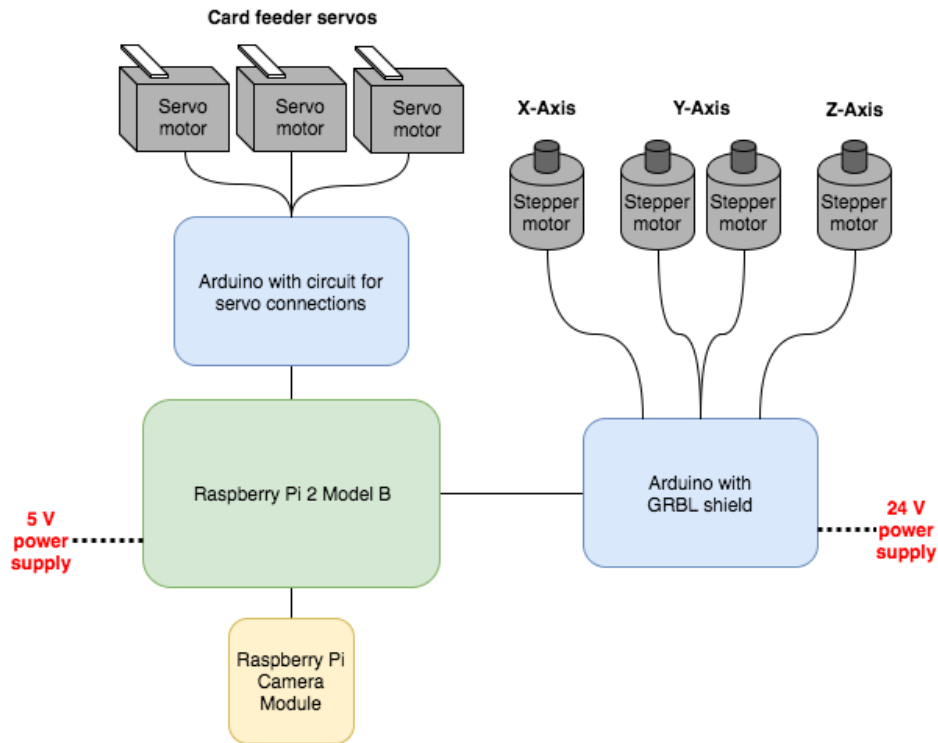 Card feeder servos
Servo
motor
Servo
motor
Servo
motor
X-Axis
Y-Axis
Z-Axis
Stepper
motor
Stepper
motor
Stepper
motor
Stepper
motor
Arduino with circuit for
servo connections
Raspberry Pi 2 Model B
Arduino with
GRBL shield
5 V
power
supply
24 V
power
supply
Raspberry Pi
Camera
Module